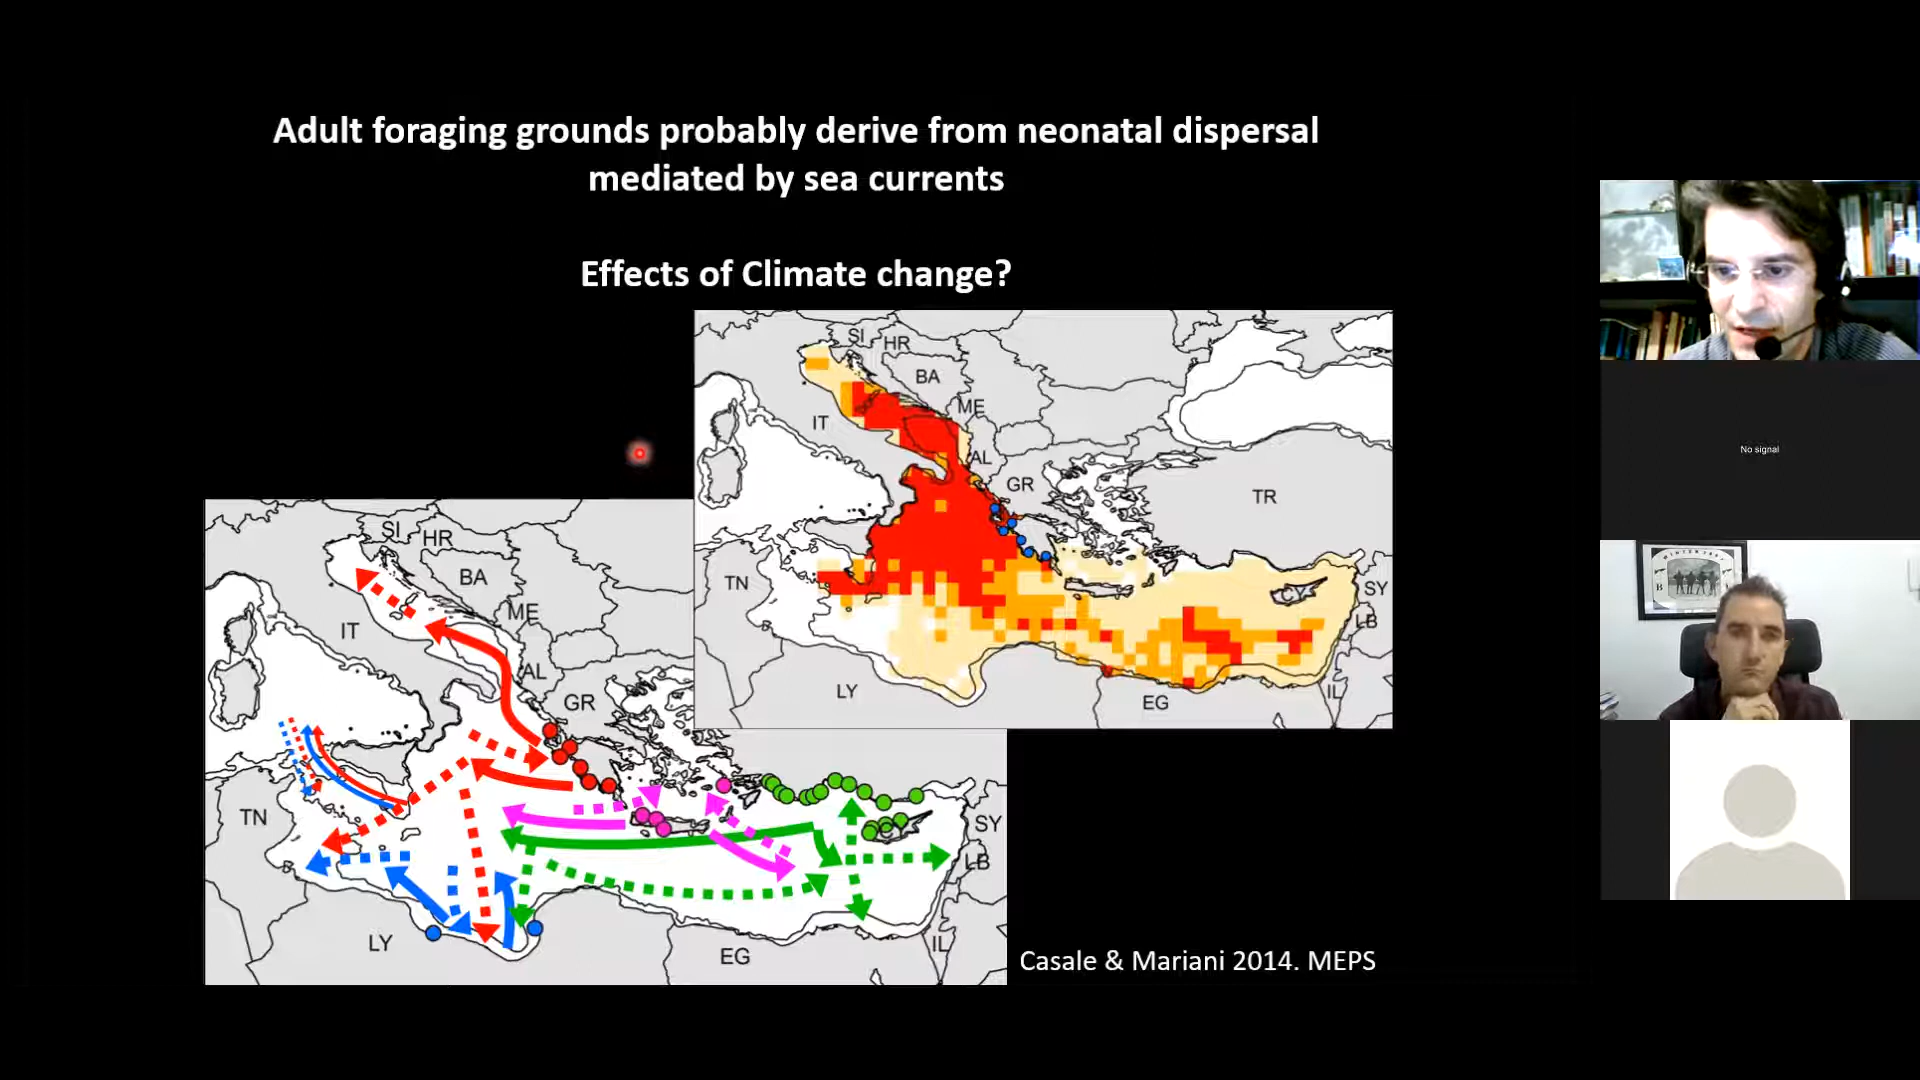 Adult foraging grounds probably derive from neonatal dispersal
mediated by sea currents
Effects of Climate change?
SI
HR
BA
ME
IT
AL
GR
TR
TN
CY
SY
LB
LY
EG
IL
SI
HR
BA
ME
IT
AL
GR
TN
SY
LB
LY
EG
IL
Casale & Mariani 2014. MEPS
No signal